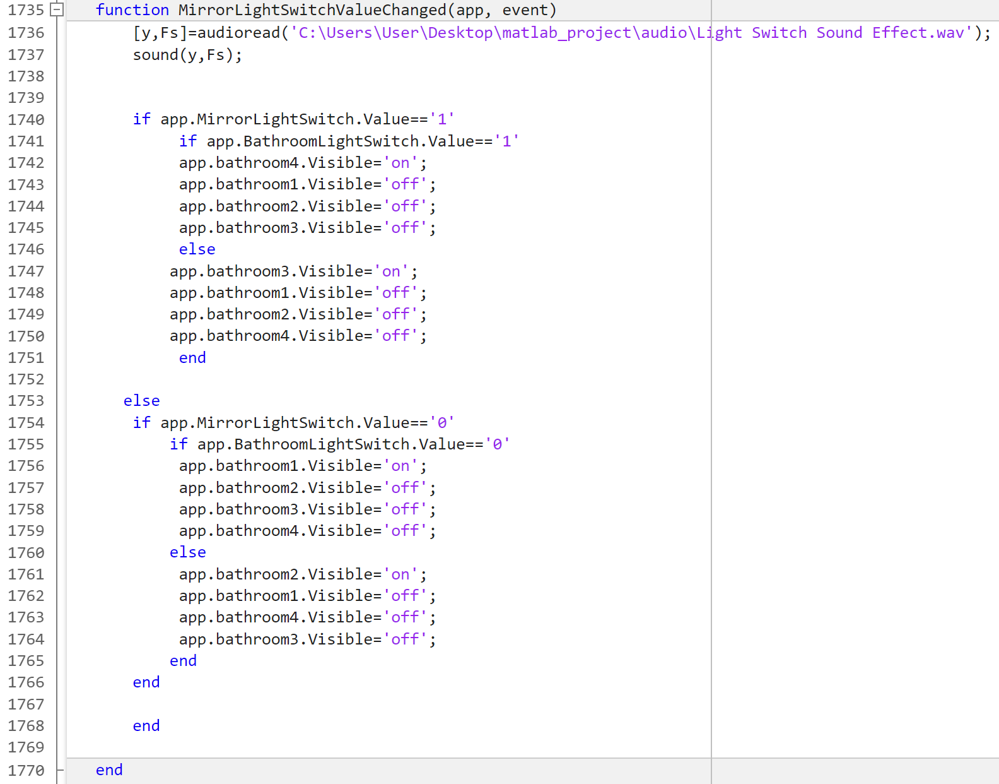 1735 function MirrorLightSwitchValueChanged(app, event)
1736 [y,Fs]=audioread('C:\Users\User\Desktop\matlab_project\audio\Light Switch Sound Effect.wav');
1737 sound(y,Fs);
1738
1739
1740 if app.MirrorLightSwitch.Value=='1'
1741 if app.BathroomLightSwitch.Value=='1'
1742 app.bathroom4.Visible='on';
1743 app.bathroom1.Visible='off';
1744 app.bathroom2.Visible='off';
1745 app.bathroom3.Visible='off';
1746 else
1747 app.bathroom3.Visible='on';
1748 app.bathroom1.Visible='off';
1749 app.bathroom2.Visible='off';
1750 app.bathroom4.Visible='off';
1751 end
1752
1753 else
1754 if app.MirrorLightSwitch.Value=='0'
1755 if app.BathroomLightSwitch.Value=='0'
1756 app.bathroom1.Visible='on';
1757 app.bathroom2.Visible='off';
1758 app.bathroom3.Visible='off';
1759 app.bathroom4.Visible='off';
1760 else
1761 app.bathroom2.Visible='on';
1762 app.bathroom1.Visible='off';
1763 app.bathroom4.Visible='off';
1764 app.bathroom3.Visible='off';
1765 end
1766 end
1767
1768 end
1769
1770 end